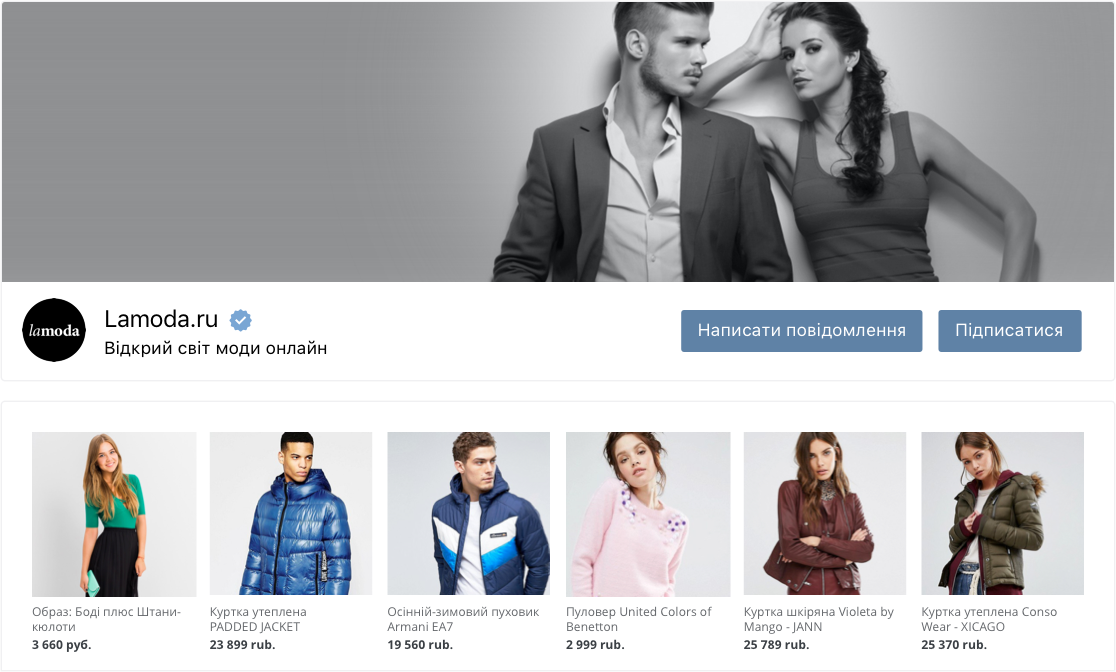 lamoda
Lamoda.ru
Відкрий світ моди онлайн
Написати повідомлення
Підписатися
Образ: Боді плюс Штани-
кюлоти
3 660 руб.
Куртка утеплена
PADDED JACKET
23 899 rub.
Осінній-зимовий пуховик
Armani EA7
19 560 rub.
Пуловер United Colors of
Benetton
2 999 rub.
Куртка шкіряна Violeta by
Mango - JANN
25 789 rub.
Куртка утеплена Conso
Wear - XICAGO
25 370 rub.